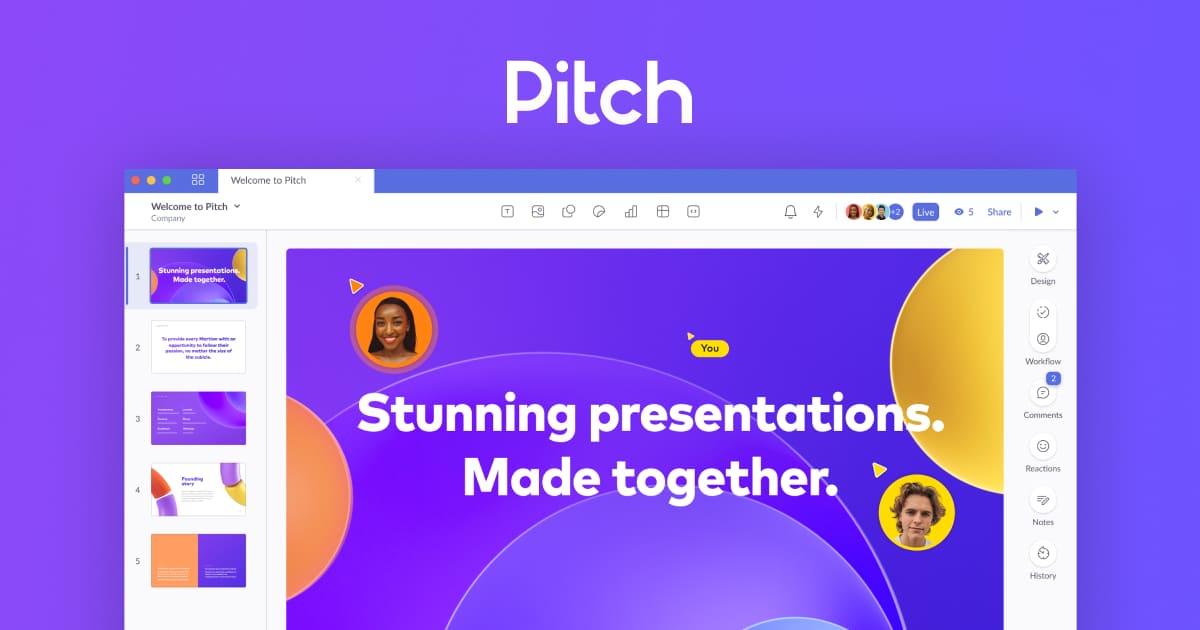 Pitch
Welcome to Pitch
Welcome to Pitch
Company
+2
Live
5
Share
1
Stunning presentations.
Made together.
2
To provide every Martian with an
opportunity to follow their
passion, no matter the size of
the cubicle.
3
4
Founding
story
5
You
Stunning presentations.
Made together.
Design
Workflow
2
Comments
Reactions
Notes
History